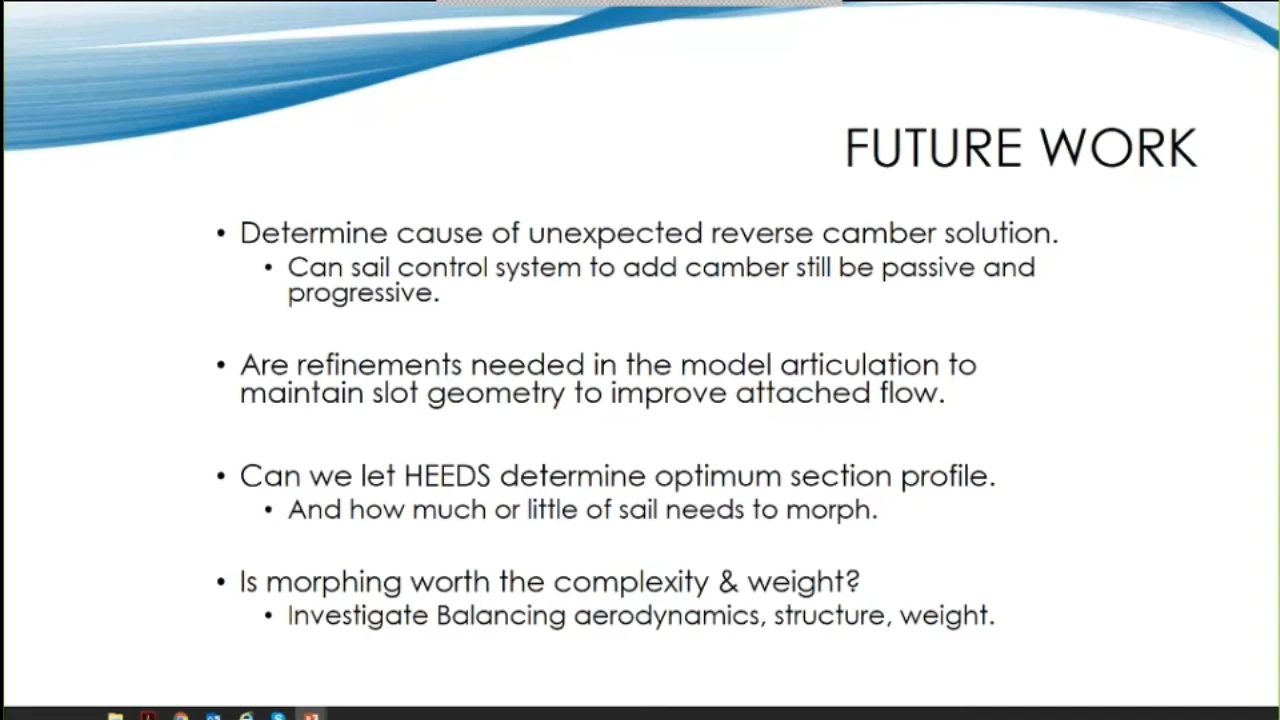 FUTURE WORK
• Determine cause of unexpected reverse camber solution.
• Can sail control system to add camber still be passive and
progressive.
• Are refinements needed in the model articulation to
maintain slot geometry to improve attached flow.
• Can we let HEEDS determine optimum section profile.
• And how much or little of sail needs to morph.
• Is morphing worth the complexity & weight?
• Investigate Balancing aerodynamics, structure, weight.